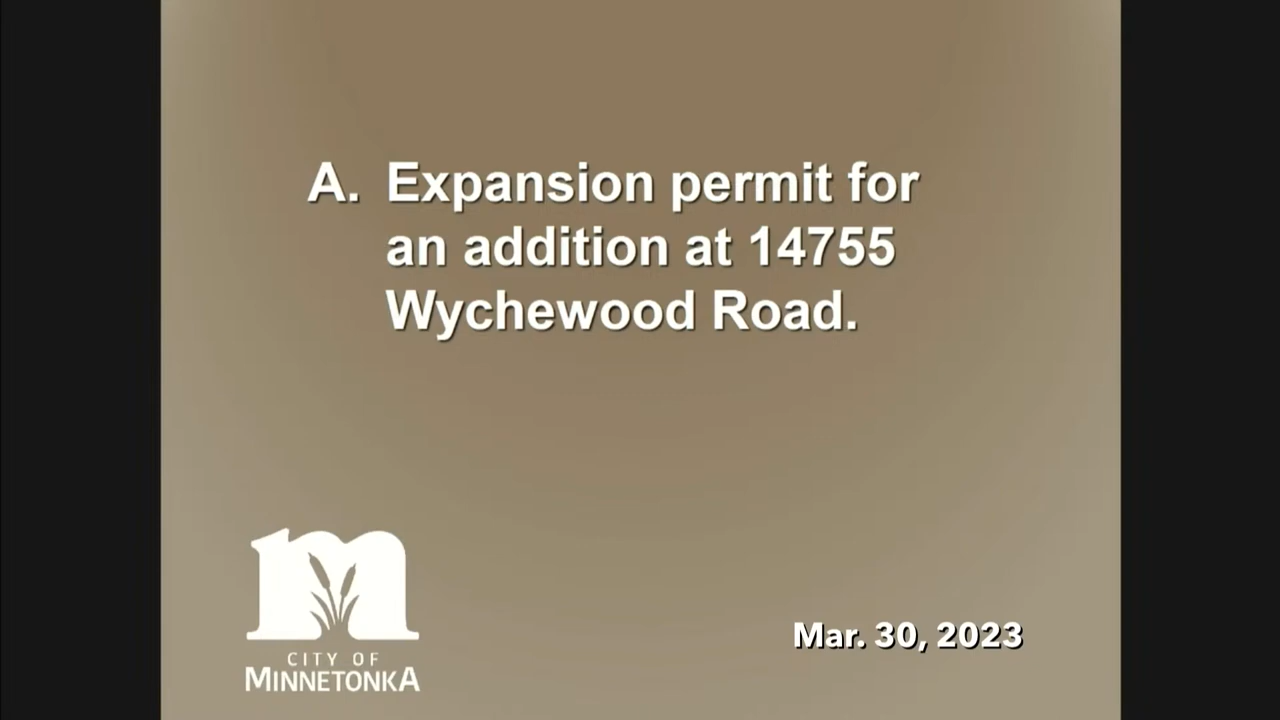 A. Expansion permit for
an addition at 14755
Wychewood Road.
m
CITY OF
MINNETONKA
Mar. 30, 2023